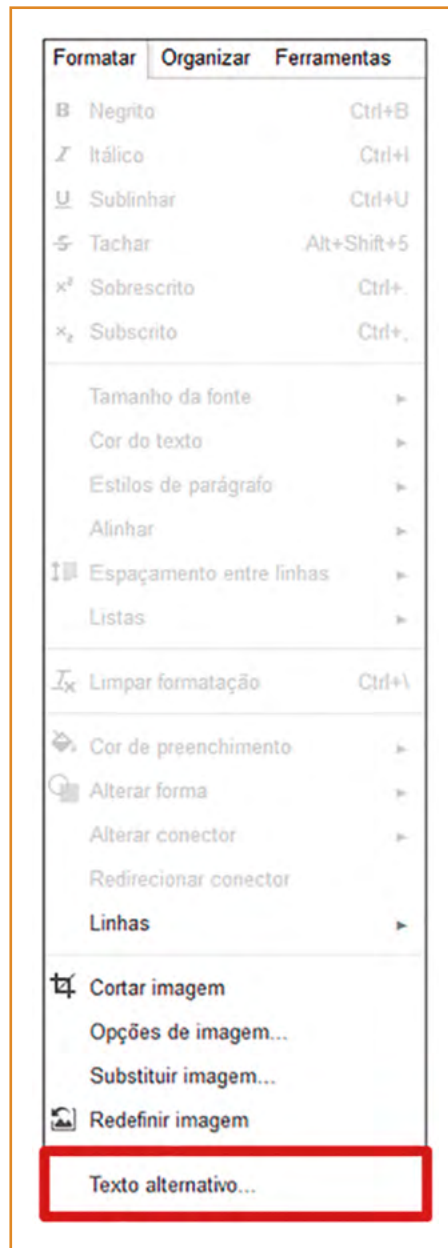 Formatar Organizar Ferramentas
B Negrito Ctrl+B
I Itálico Ctrl+I
U Sublinhar Ctrl+U
S Tachar Alt+Shift+5
x² Sobrescrito Ctrl+.
x₂ Subscrito Ctrl+,
Tamanho da fonte
Cor do texto
Estilos de parágrafo
Alinhar
Espaçamento entre linhas
Listas
Limpar formatação Ctrl+\
Cor de preenchimento
Alterar forma
Alterar conector
Redirecionar conector
Linhas
Cortar imagem
Opções de imagem...
Substituir imagem...
Redefinir imagem
Texto alternativo...